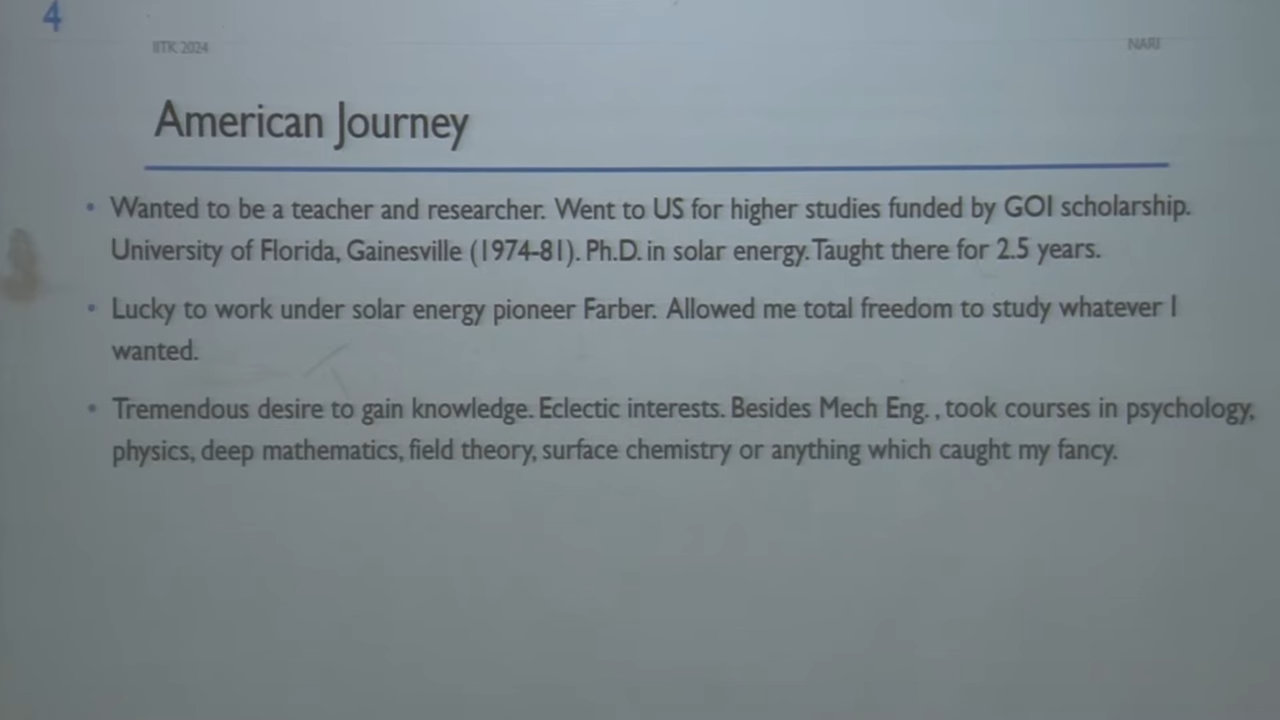 4
IITK 2024
NARI
American Journey
• Wanted to be a teacher and researcher. Went to US for higher studies funded by GOI scholarship.
University of Florida, Gainesville (1974-81). Ph.D. in solar energy. Taught there for 2.5 years.
• Lucky to work under solar energy pioneer Farber. Allowed me total freedom to study whatever I
wanted.
• Tremendous desire to gain knowledge. Eclectic interests. Besides Mech Eng. , took courses in psychology,
physics, deep mathematics, field theory, surface chemistry or anything which caught my fancy.